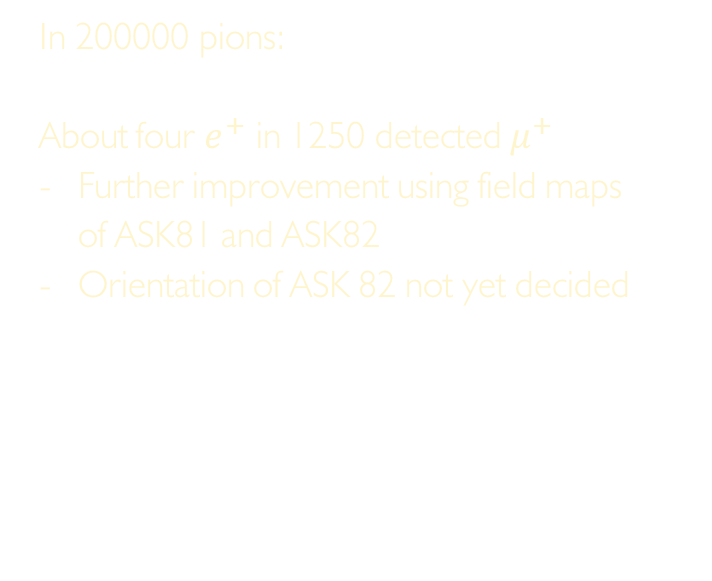 In 200000 pions:
About four e⁺ in 1250 detected μ⁺
- Further improvement using field maps
of ASK81 and ASK82
- Orientation of ASK 82 not yet decided